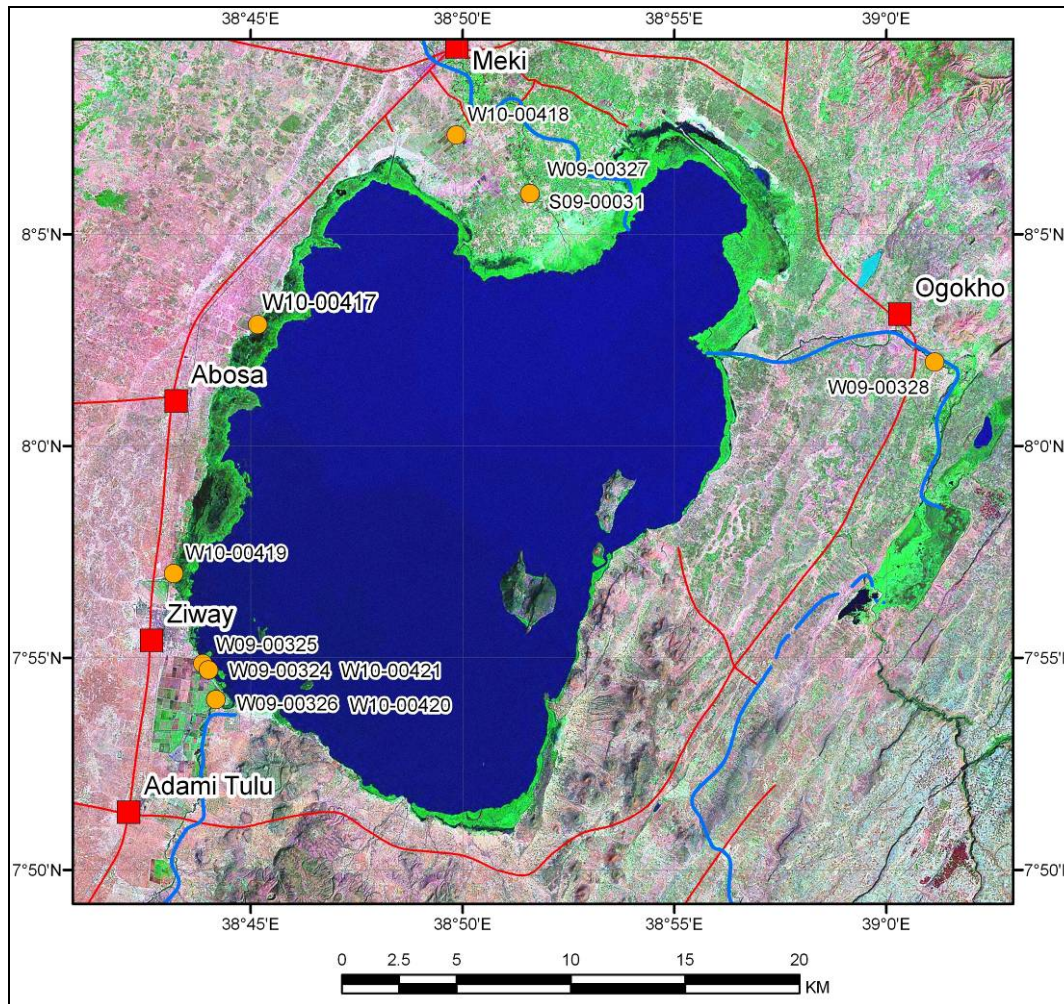 38°45'E 38°50'E 38°55'E 39°0'E
Meki
W10-00418
W09-00327
S09-00031
8°5'N 8°5'N
Ogokho
W10-00417
W09-00328
Abosa
8°0'N 8°0'N
W10-00419
Ziway
W09-00325
7°55'N 7°55'N
W09-00324 W10-00421
W09-00326 W10-00420
Adami Tulu
7°50'N 7°50'N
38°45'E 38°50'E 38°55'E 39°0'E
0 2.5 5 10 15 20
KM